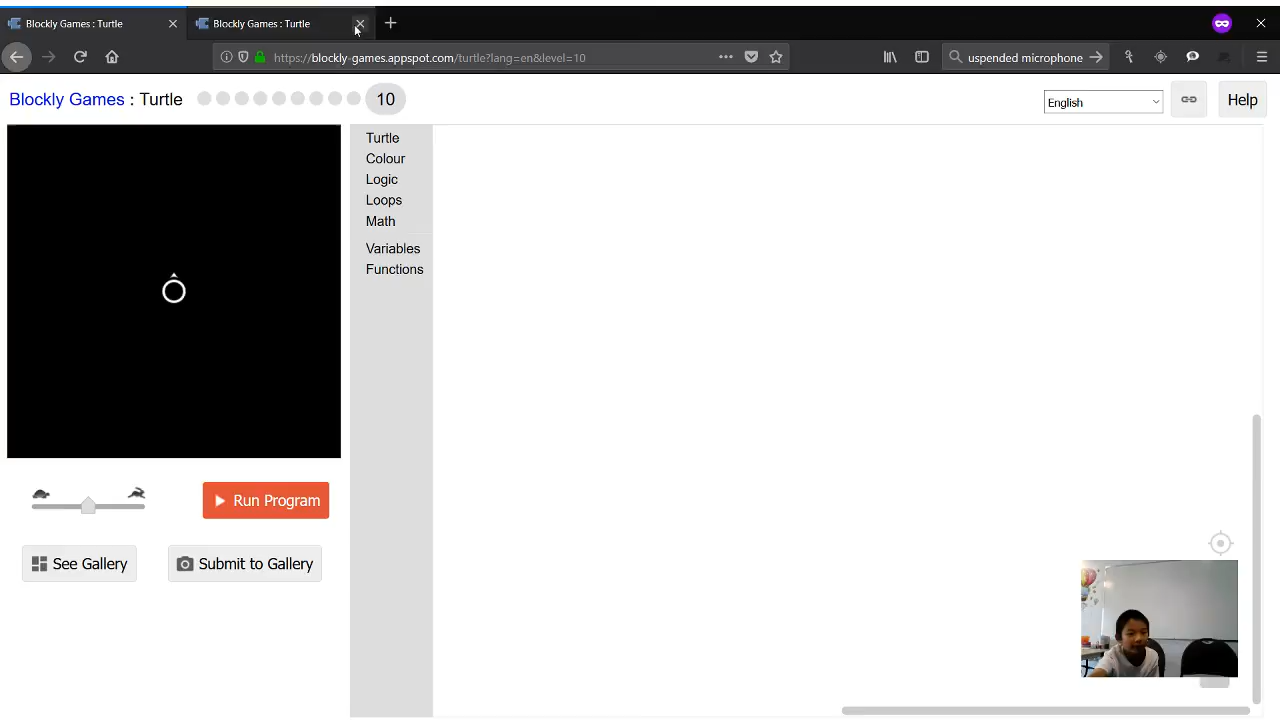 Blockly Games : Turtle
Blockly Games : Turtle
https://blockly-games.appspot.com/turtle?lang=en&level=10
uspended microphone
Blockly Games : Turtle
10
English
Help
Turtle
Colour
Logic
Loops
Math
Variables
Functions
Run Program
See Gallery
Submit to Gallery